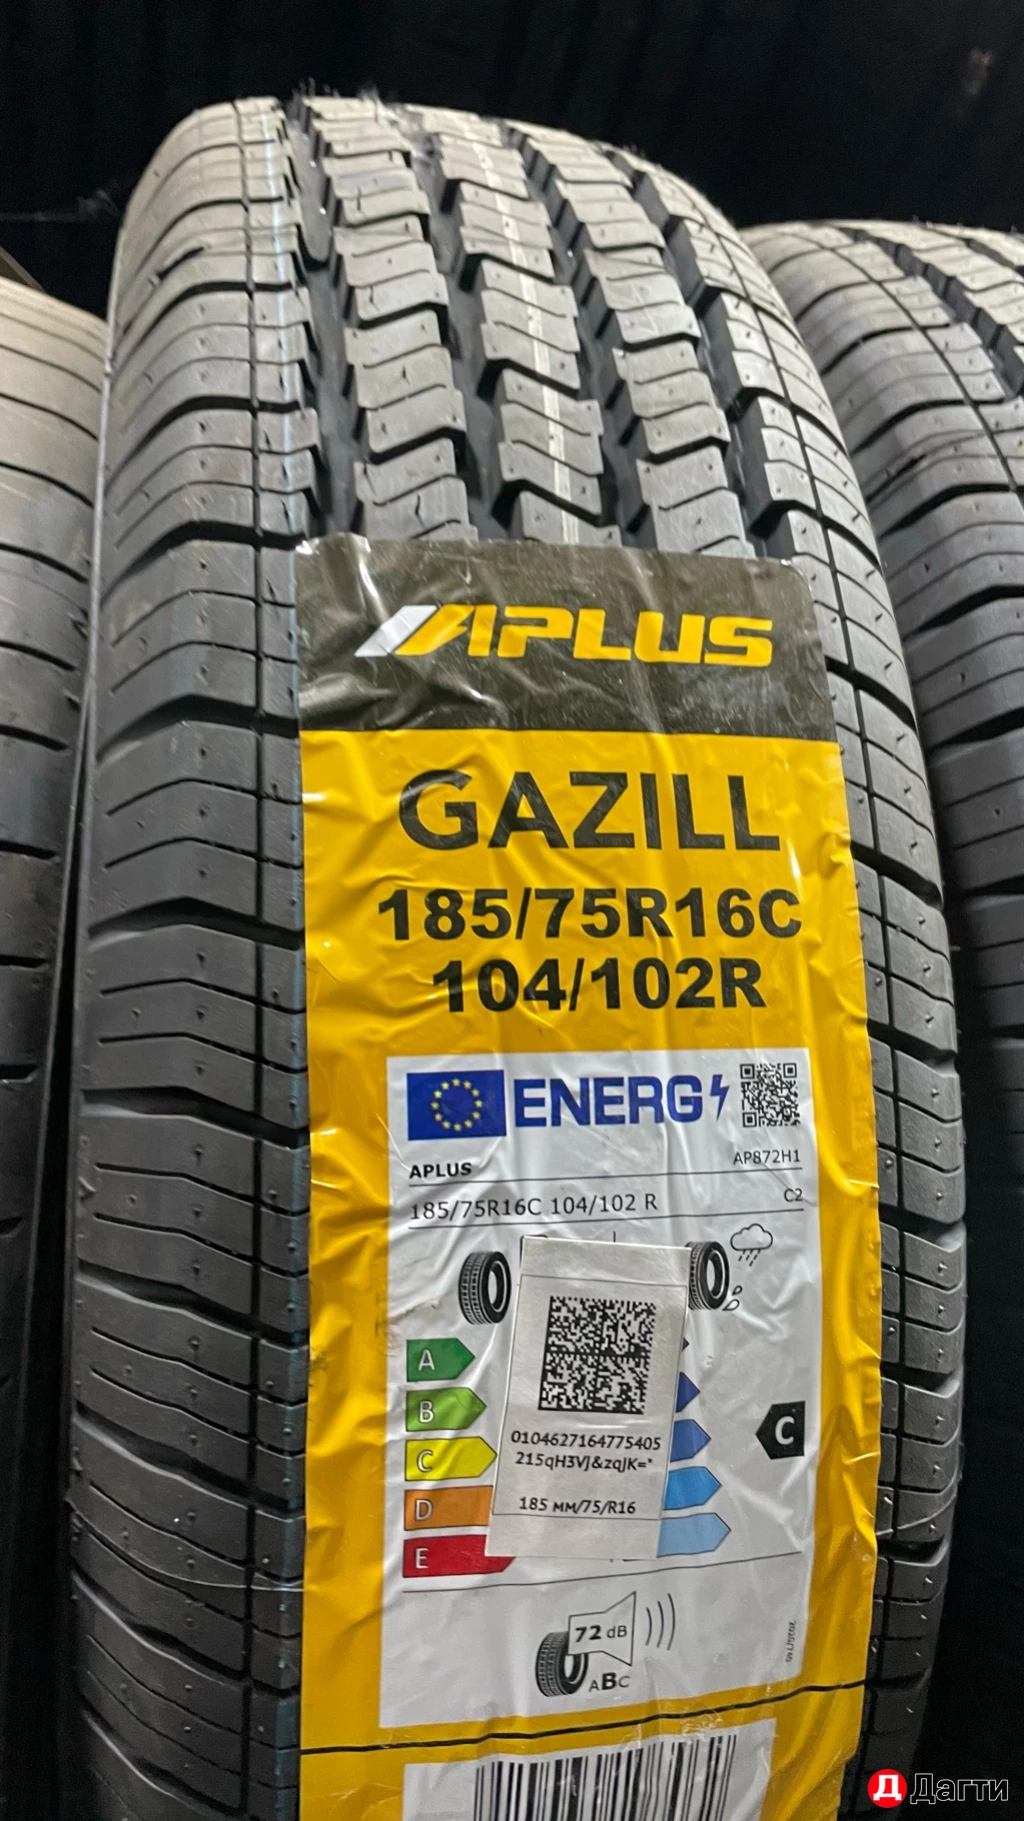 APLUS
GAZILL
185/75R16C
104/102R
ENERG
APLUS
AP872H1
185/75R16C 104/102 R
C2
A
B
C
D
E
C
0104627164775405
215qH3VJ&zqJK=*
185 мм/75/R16
72 dB
ABC
Д Дагти